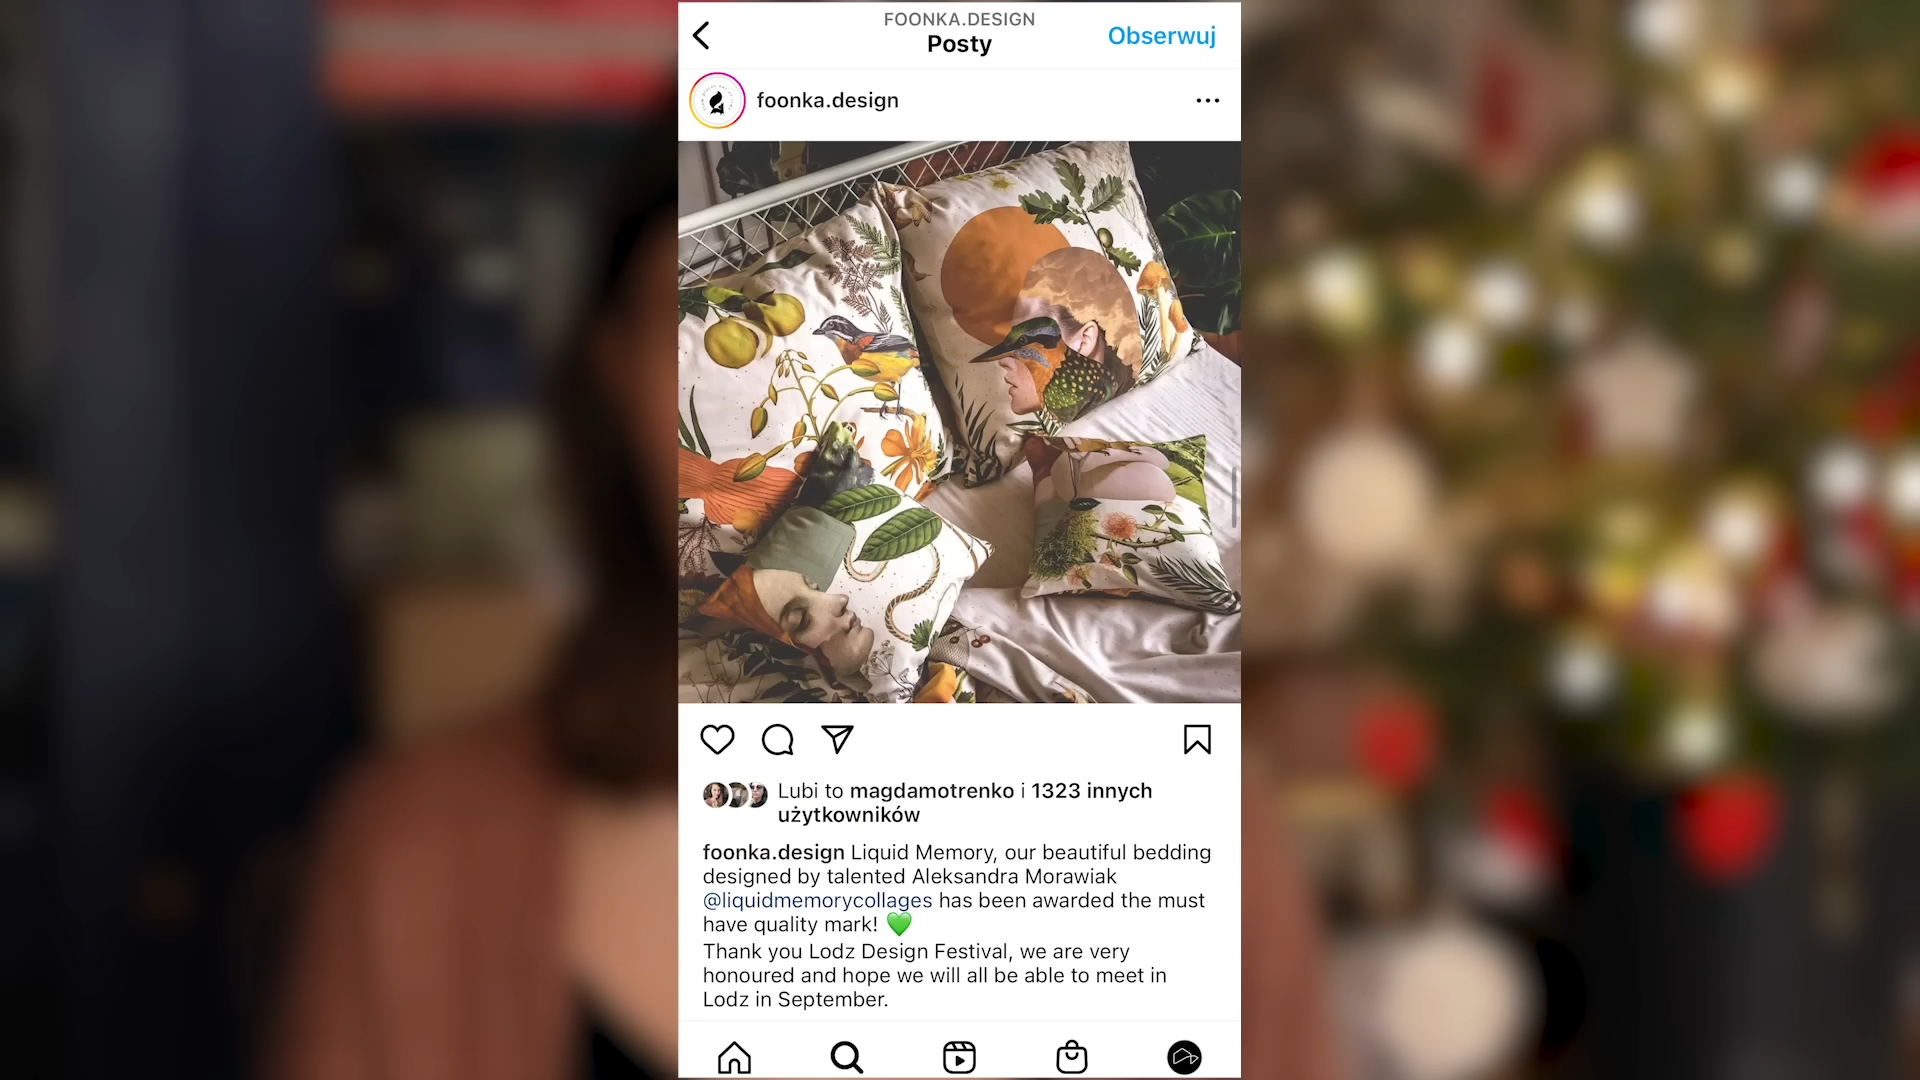 FOONKA.DESIGN
Posty
Obserwuj
foonka.design
Lubi to magdamotrenko i 1323 innych
użytkowników
foonka.design Liquid Memory, our beautiful bedding
designed by talented Aleksandra Morawiak
@liquidmemorycollages has been awarded the must
have quality mark! 💚
Thank you Lodz Design Festival, we are very
honoured and hope we will all be able to meet in
Lodz in September.